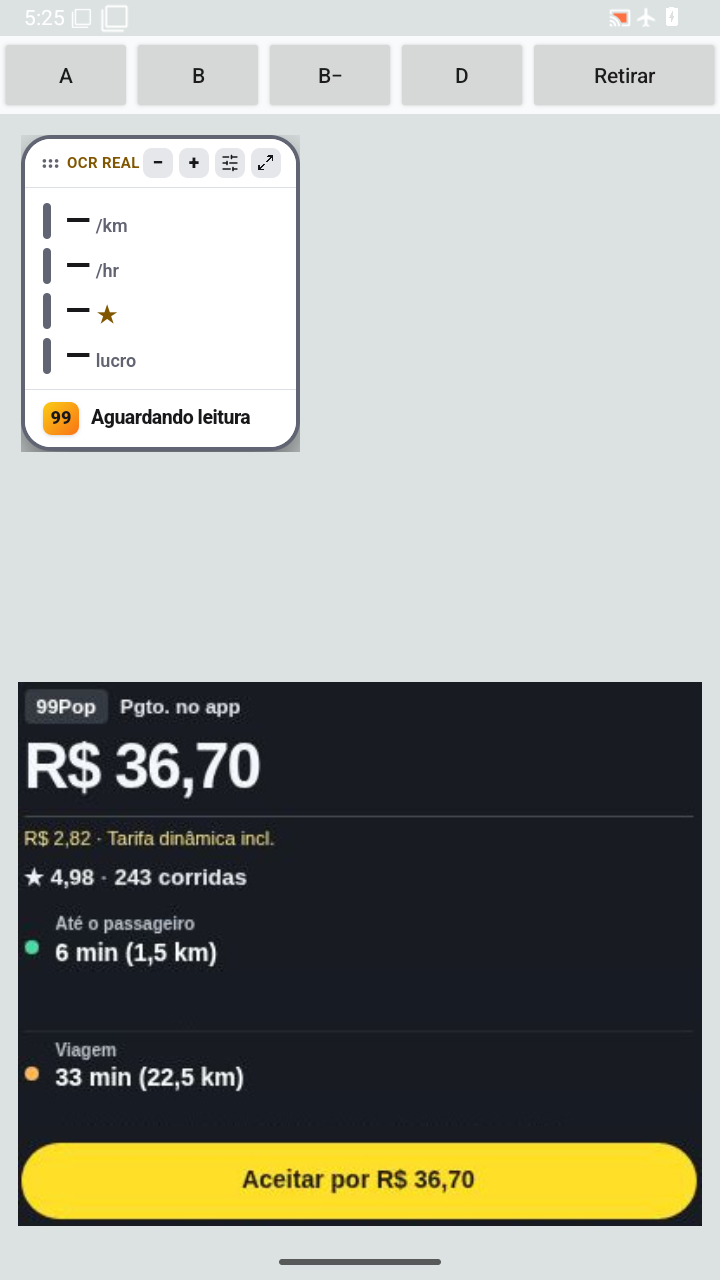 5:25
A B B− D Retirar
OCR REAL − +
— /km
— /hr
— ★
— lucro
99 Aguardando leitura
99Pop Pgto. no app
R$ 36,70
R$ 2,82 · Tarifa dinâmica incl.
★ 4,98 · 243 corridas
Até o passageiro
6 min (1,5 km)
Viagem
33 min (22,5 km)
Aceitar por R$ 36,70